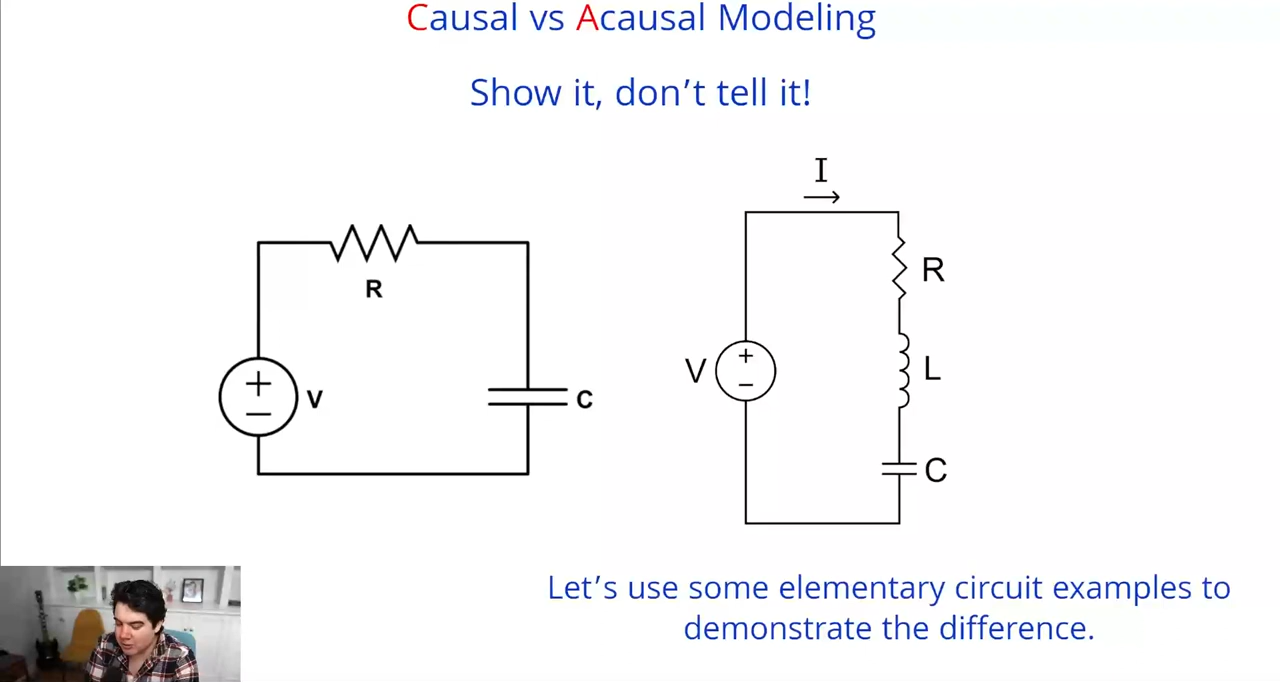 Causal vs Acausal Modeling
Show it, don't tell it!
R
+
−
V
C
I
→
R
V
+
−
L
C
Let's use some elementary circuit examples to
demonstrate the difference.